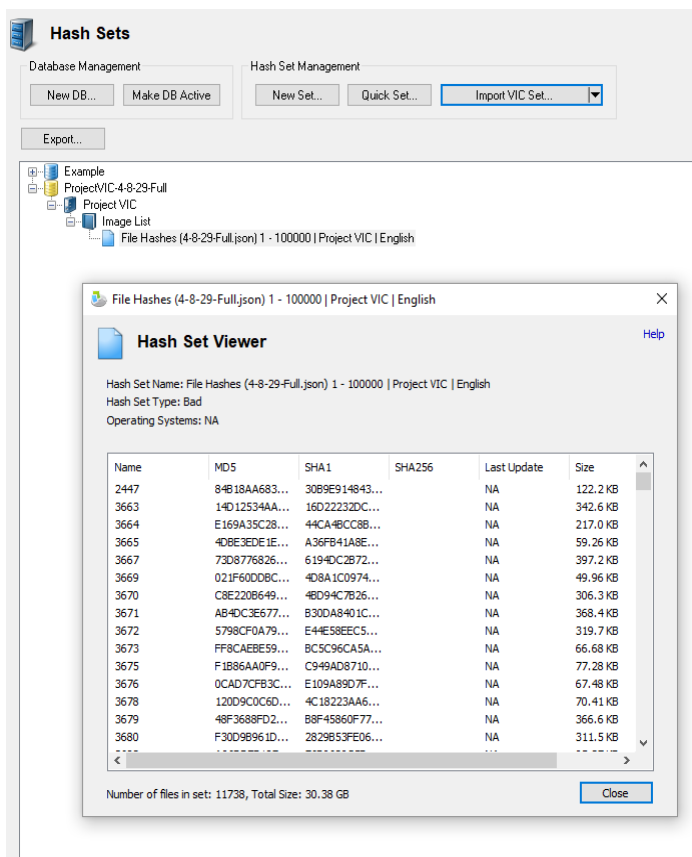 Hash Sets
Database Management
Hash Set Management
New DB...
Make DB Active
New Set...
Quick Set...
Import VIC Set...
Export...
Example
ProjectVIC-4-8-29-Full
Project VIC
Image List
File Hashes (4-8-29-Full.json) 1 - 100000 | Project VIC | English
File Hashes (4-8-29-Full.json) 1 - 100000 | Project VIC | English
Help
Hash Set Viewer
Hash Set Name: File Hashes (4-8-29-Full.json) 1 - 100000 | Project VIC | English
Hash Set Type: Bad
Operating Systems: NA
Name MD5 SHA1 SHA256 Last Update Size
2447 84B18AA683... 30B9E914843... NA 122.2 KB
3663 14D12534AA... 16D22232DC... NA 342.6 KB
3664 E169A35C28... 44CA4BCC8B... NA 217.0 KB
3665 4DBE3EDE1E... A36FB41A8E... NA 59.26 KB
3667 73D8776826... 6194DC2B72... NA 397.2 KB
3669 021F60DDBC... 4D8A1C0974... NA 49.96 KB
3670 C8E220B649... 4BD94C7B26... NA 306.3 KB
3671 AB4DC3E677... B30DA8401C... NA 368.4 KB
3672 5798CF0A79... E44E58EEC5... NA 319.7 KB
3673 FF8CAEBE59... BC5C96CA5A... NA 66.68 KB
3675 F1B86AA0F9... C949AD8710... NA 77.28 KB
3676 0CAD7CFB3C... E109A89D7F... NA 67.48 KB
3678 120D9C0C6D... 4C18223AA6... NA 70.41 KB
3679 48F3688FD2... B8F45860F77... NA 366.6 KB
3680 F30D9B961D... 2829B53FE06... NA 311.5 KB
Number of files in set: 11738, Total Size: 30.38 GB
Close